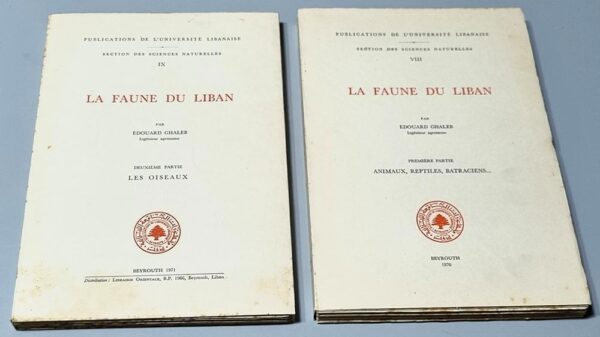 PUBLICATIONS DE L'UNIVERSITÉ LIBANAISE
SECTION DES SCIENCES NATURELLES
IX
LA FAUNE DU LIBAN
PAR
EDOUARD GHALEB
Ingénieur agronome
DEUXIÈME PARTIE
LES OISEAUX
BEYROUTH 1971
Distribution : LIBRAIRIE ORIENTALE, B.P. 1986, Beyrouth, Liban
PUBLICATIONS DE L'UNIVERSITÉ LIBANAISE
SECTION DES SCIENCES NATURELLES
VIII
LA FAUNE DU LIBAN
PAR
EDOUARD GHALEB
Ingénieur agronome
PREMIÈRE PARTIE
ANIMAUX, REPTILES, BATRACIENS...
BEYROUTH
1970